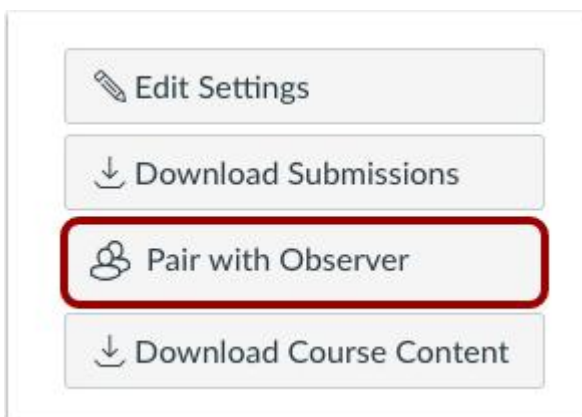 Edit Settings
Download Submissions
Pair with Observer
Download Course Content